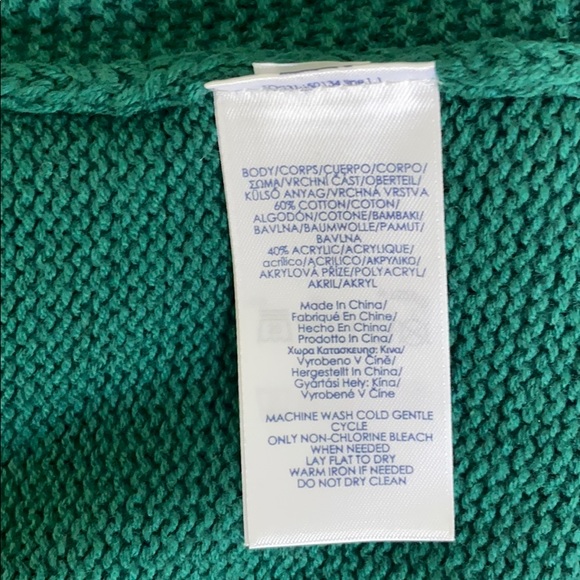 BODY/CORPS/CUERPO/CORPO/
ΣΩΜΑ/VRCHNÍ ČÁST/OBERTEIL/
KÜLSŐ ANYAG/VRCHNÁ VRSTVA
60% COTTON/COTON/
ALGODÓN/COTONE/ΒΑΜΒΑΚΙ/
BAVLNA/BAUMWOLLE/PAMUT/
BAVLNA
40% ACRYLIC/ACRYLIQUE/
acrílico/ACRILICO/ΑΚΡΥΛΙΚΟ/
AKRYLOVÁ PŘÍZE/POLYACRYL/
AKRIL/AKRYL
Made In China/
Fabriqué En Chine/
Hecho En China/
Prodotto In Cina/
Χωρα Κατασκευησ: Κινα/
Vyrobeno V Číně/
Hergestellt In China/
Gyártási Hely: Kína/
Vyrobené V Číne
MACHINE WASH COLD GENTLE
CYCLE
ONLY NON-CHLORINE BLEACH
WHEN NEEDED
LAY FLAT TO DRY
WARM IRON IF NEEDED
DO NOT DRY CLEAN